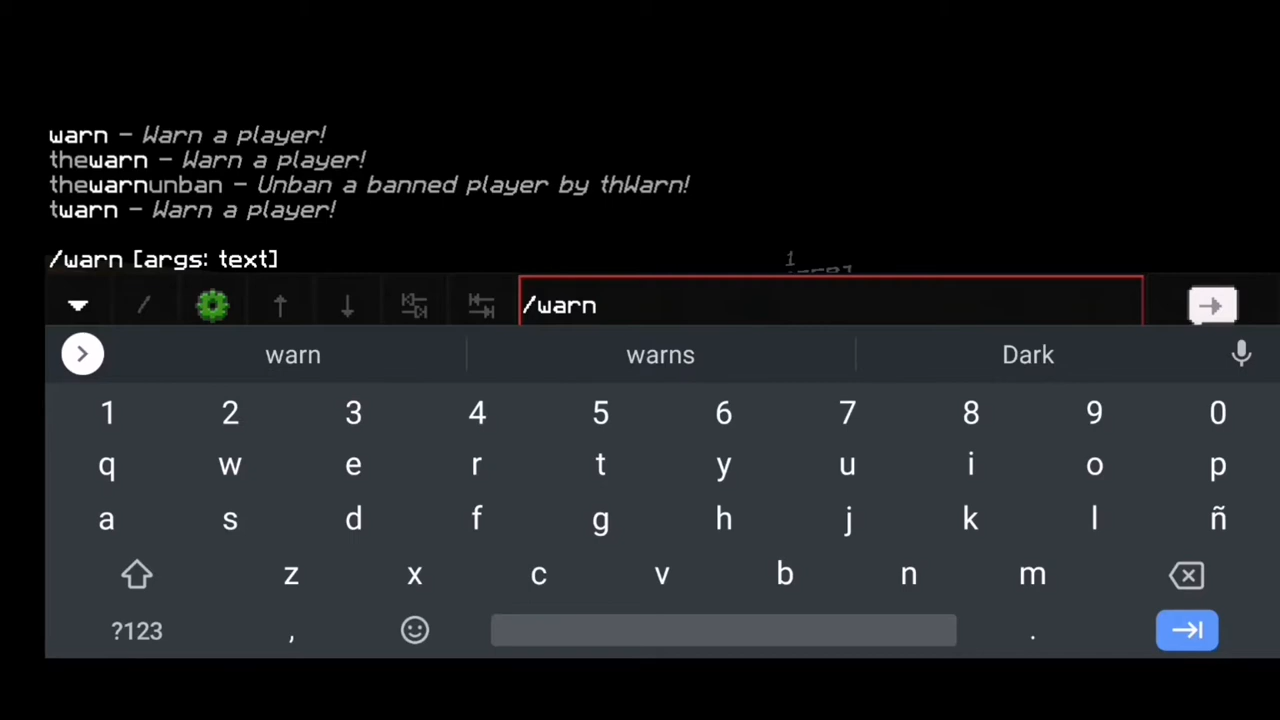 warn - Warn a player!
thewarn - Warn a player!
thewarnunban - Unban a banned player by thWarn!
twarn - Warn a player!
/warn [args: text]
1
/ /warn
warn warns Dark
1 2 3 4 5 6 7 8 9 0
q w e r t y u i o p
a s d f g h j k l ñ
z x c v b n m
?123 , .